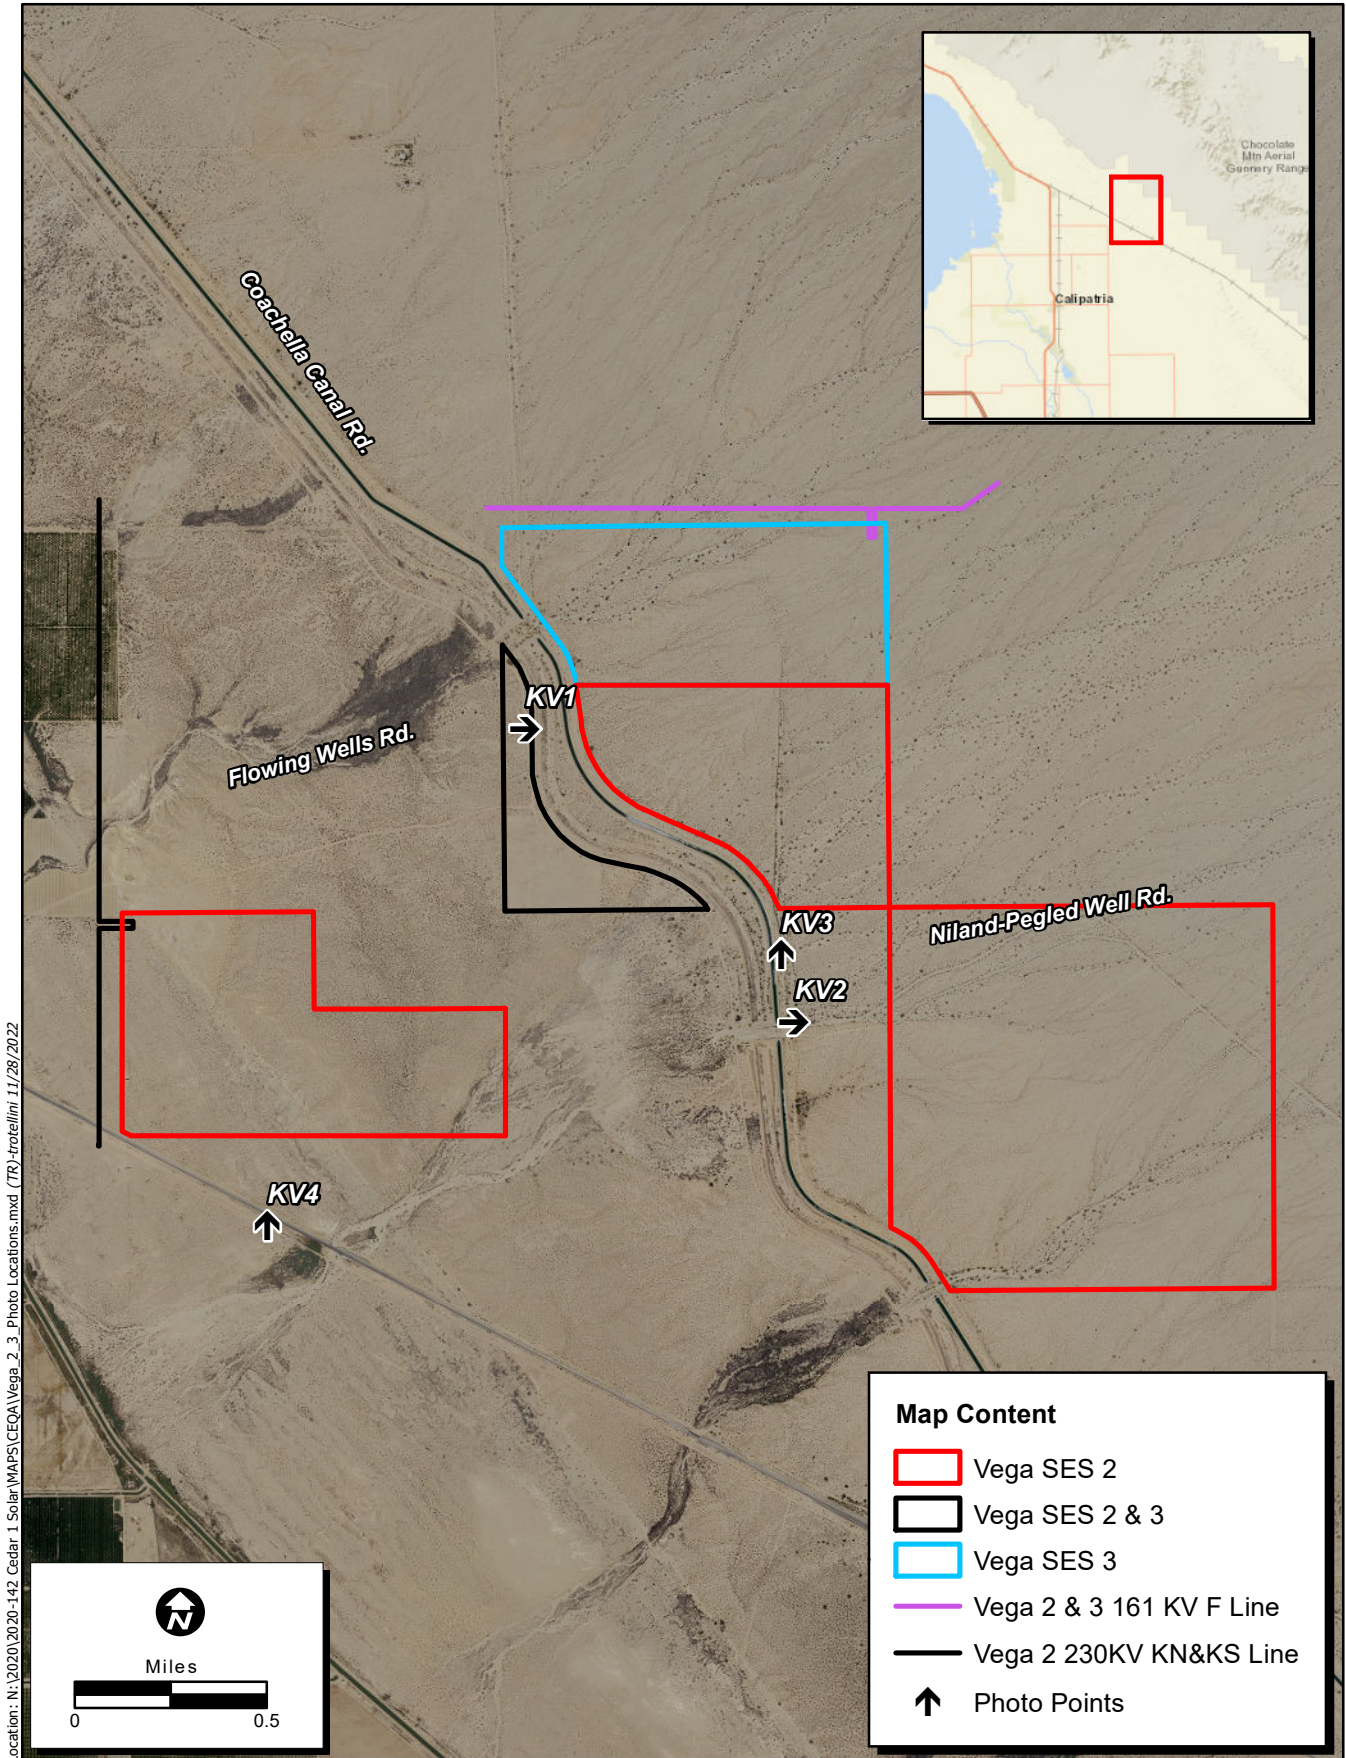 Chocolate
Mtn Aerial
Gunnery Range
Calipatria
Coachella Canal Rd.
KV1
Flowing Wells Rd.
Niland-Pegled Well Rd.
KV3
KV2
KV4
Map Content
Vega SES 2
Vega SES 2 & 3
Vega SES 3
Vega 2 & 3 161 KV F Line
Vega 2 230KV KN&KS Line
Photo Points
N
Miles
0 0.5
ocation: N:\2020\2020-142 Cedar 1 Solar\MAPS\CEQA\Vega_2_3_Photo Locations.mxd (TR)-trotellini 11/28/2022